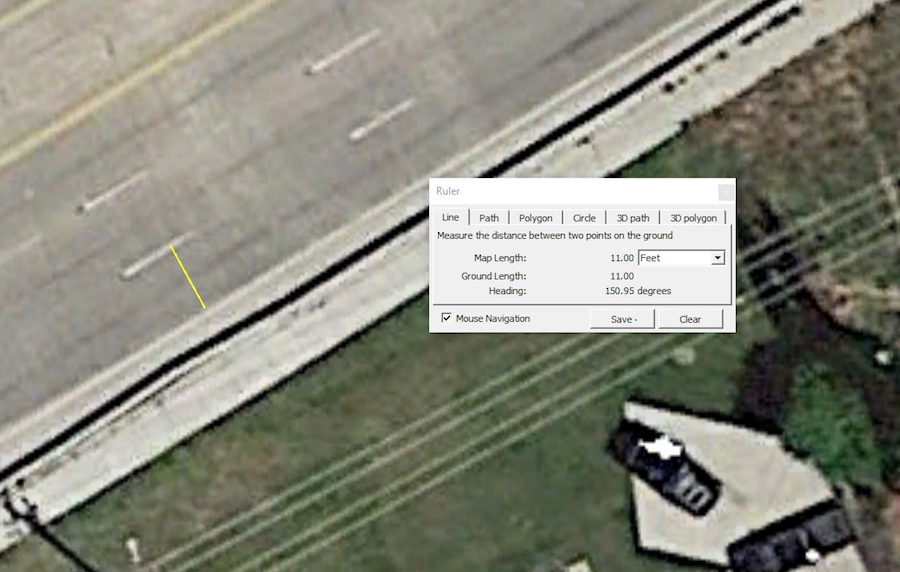 Ruler
Line Path Polygon Circle 3D path 3D polygon
Measure the distance between two points on the ground
Map Length: 11.00 Feet
Ground Length: 11.00
Heading: 150.95 degrees
Mouse Navigation Save Clear